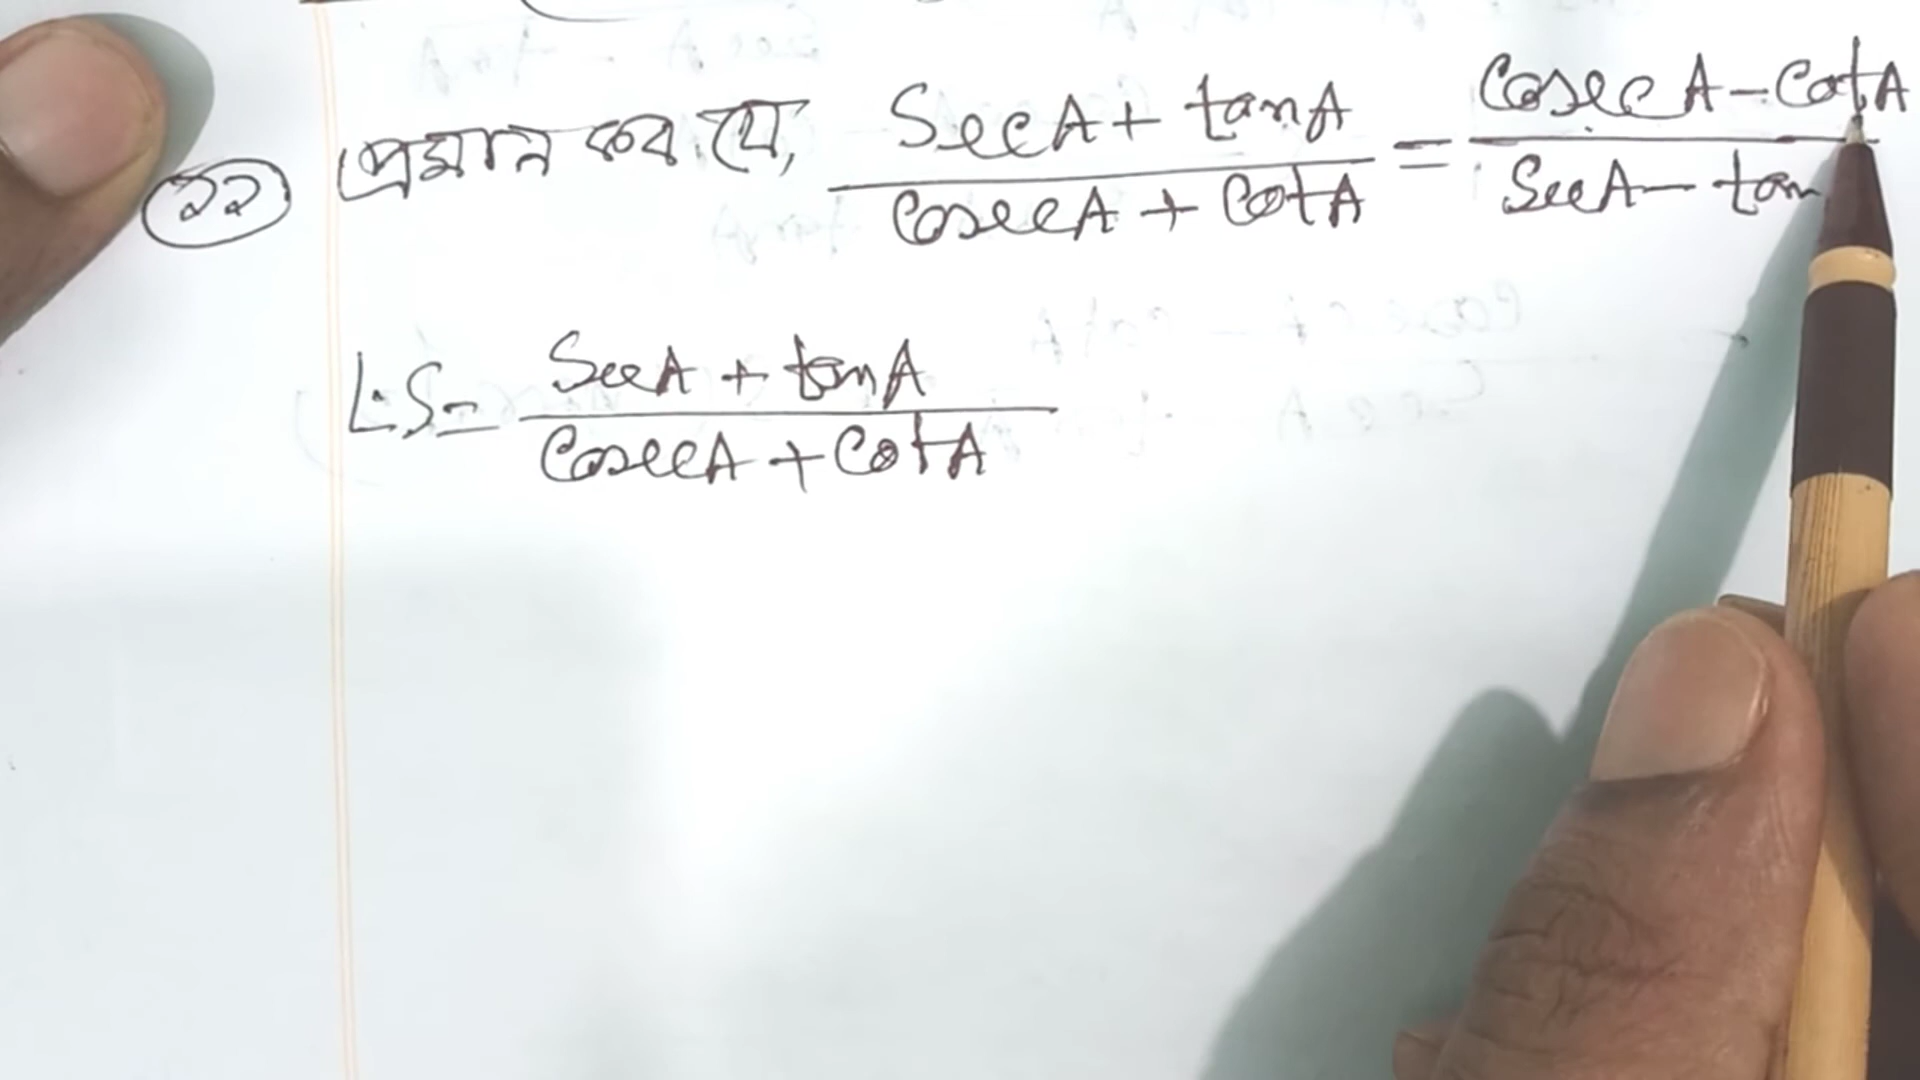 ২২ প্রমান কর যে, SecA + tanA / CosecA + CotA = CosecA - CotA / SecA - tan
L.S = SecA + tanA / CosecA + CotA